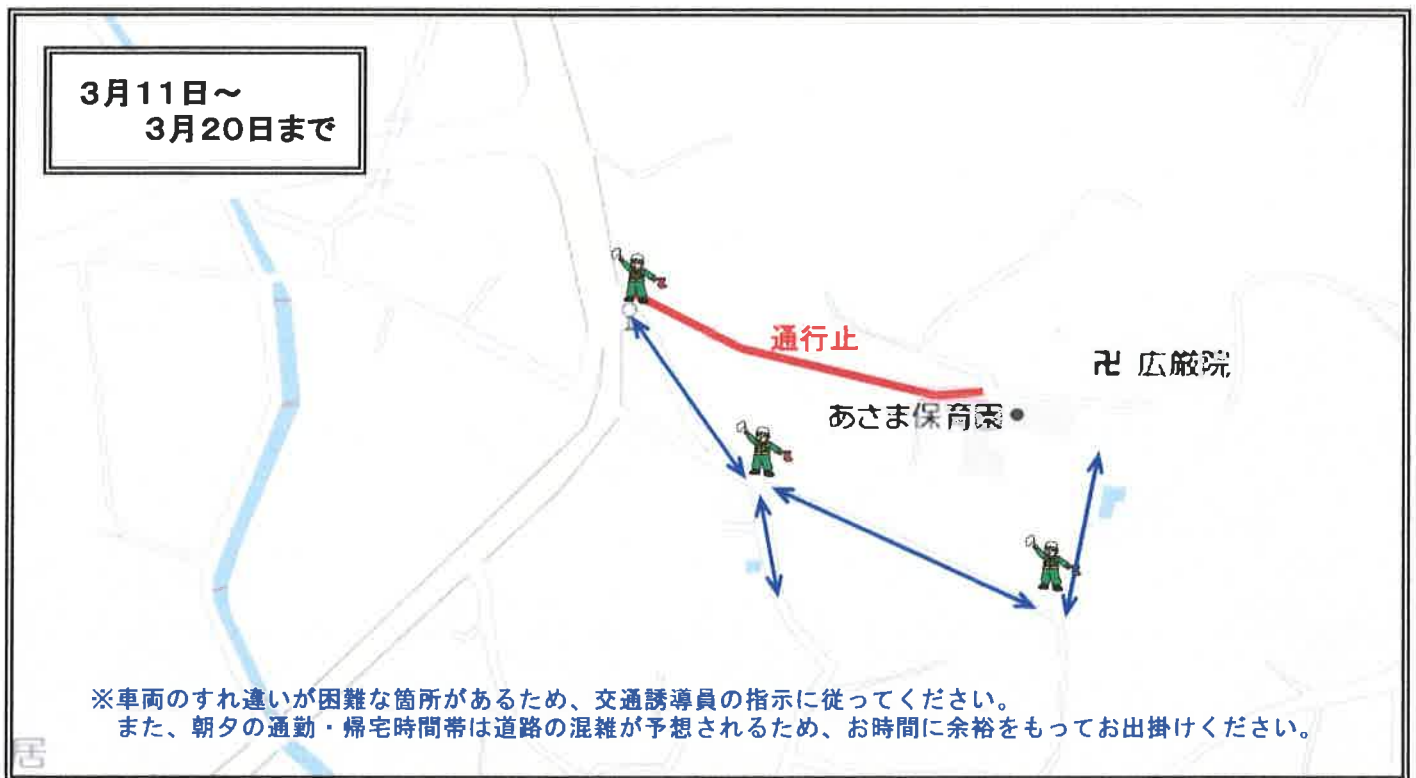 3月11日～
3月20日まで
通行止
卍 広厳院
あさま保育園
※車両のすれ違いが困難な箇所があるため、交通誘導員の指示に従ってください。
また、朝夕の通勤・帰宅時間帯は道路の混雑が予想されるため、お時間に余裕をもってお出掛けください。
居